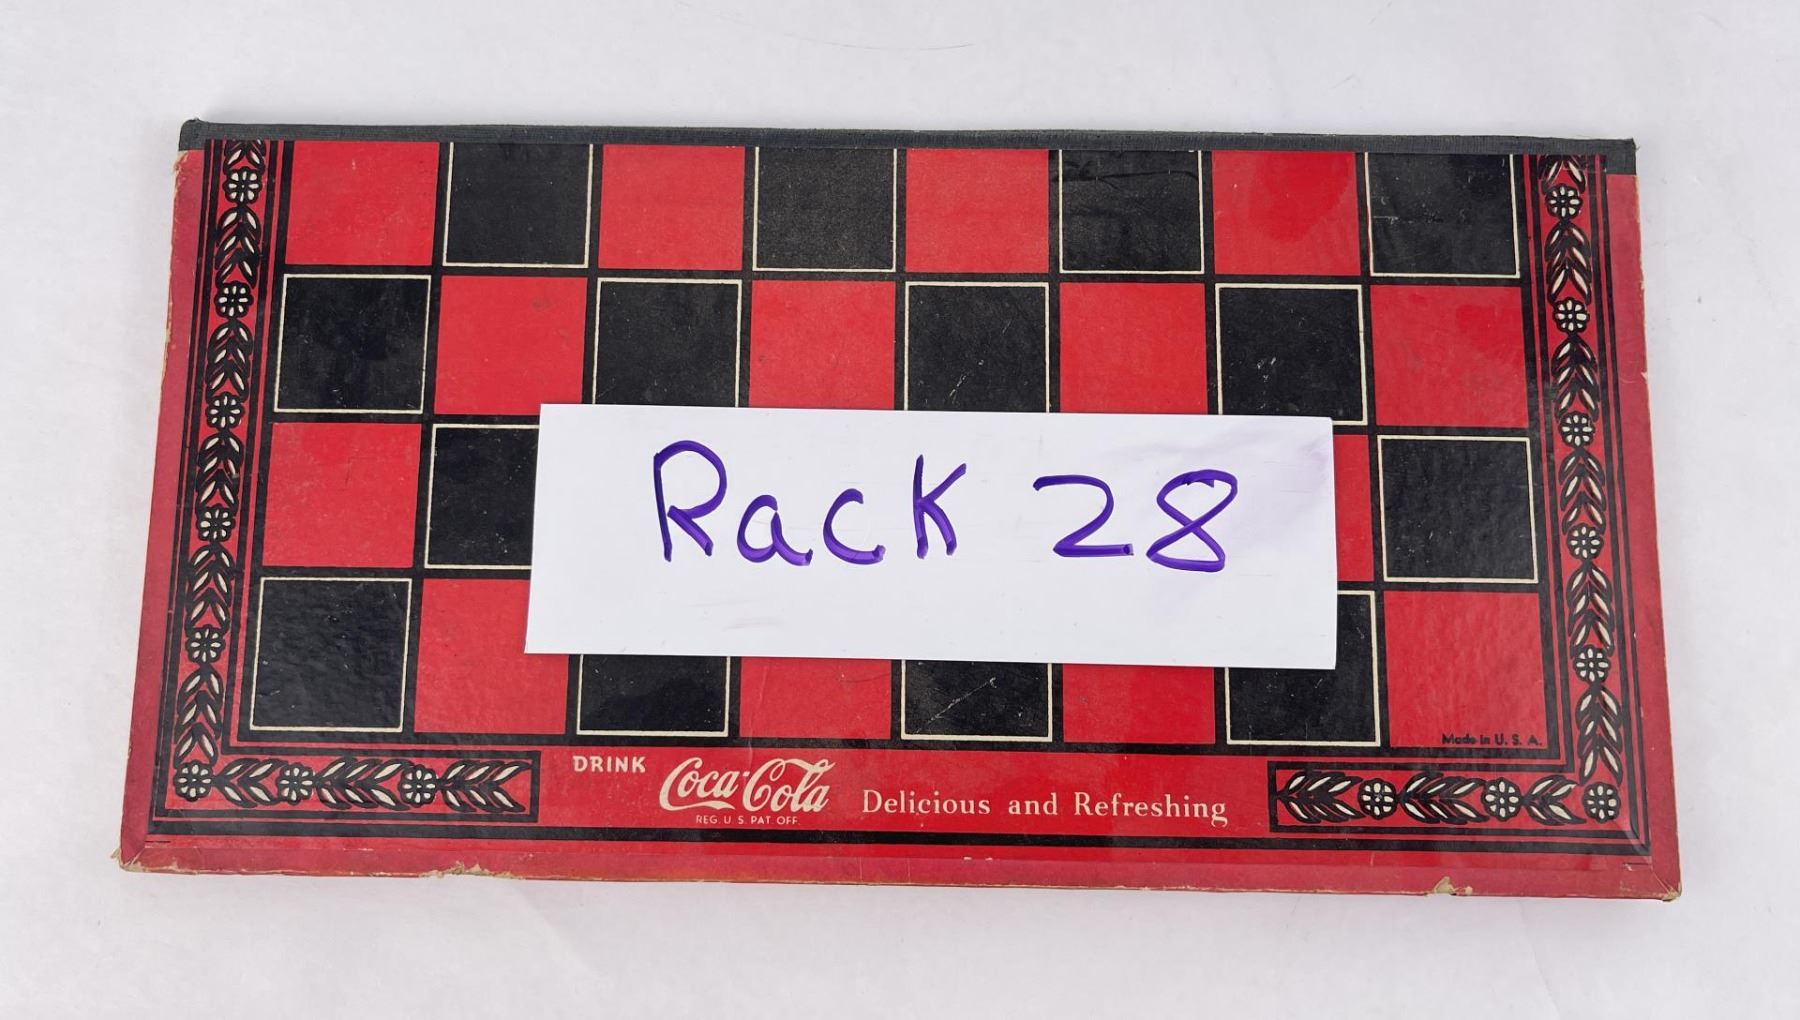 Rack 28
Made in U. S. A.
DRINK Coca-Cola Delicious and Refreshing
REG. U. S. PAT. OFF.